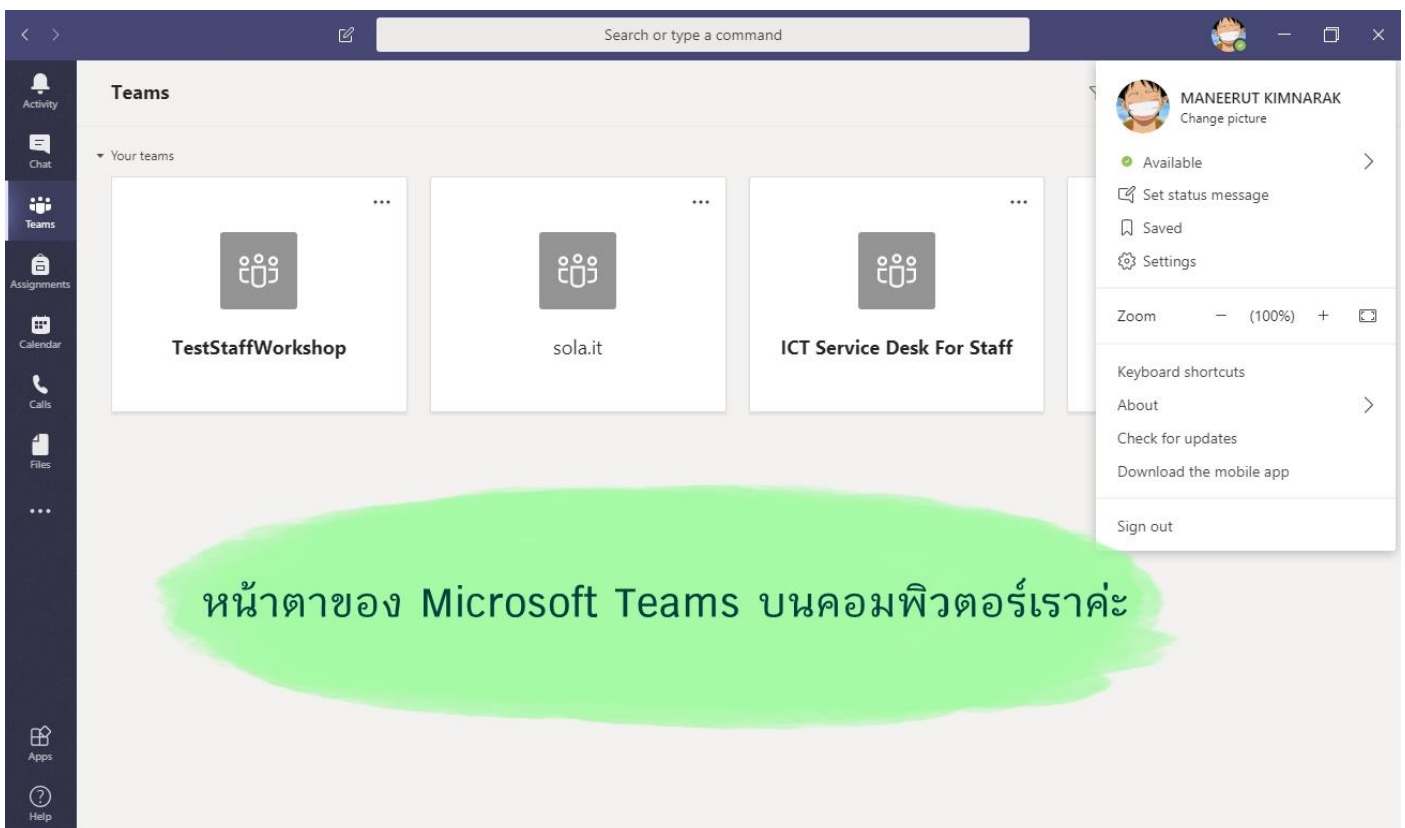 Search or type a command
Activity
Chat
Teams
Assignments
Calendar
Calls
Files
Apps
Help
Teams
Your teams
TestStaffWorkshop
sola.it
ICT Service Desk For Staff
MANEERUT KIMNARAK
Change picture
Available
Set status message
Saved
Settings
Zoom − (100%) +
Keyboard shortcuts
About
Check for updates
Download the mobile app
Sign out
หน้าตาของ Microsoft Teams บนคอมพิวตอร์เราค่ะ